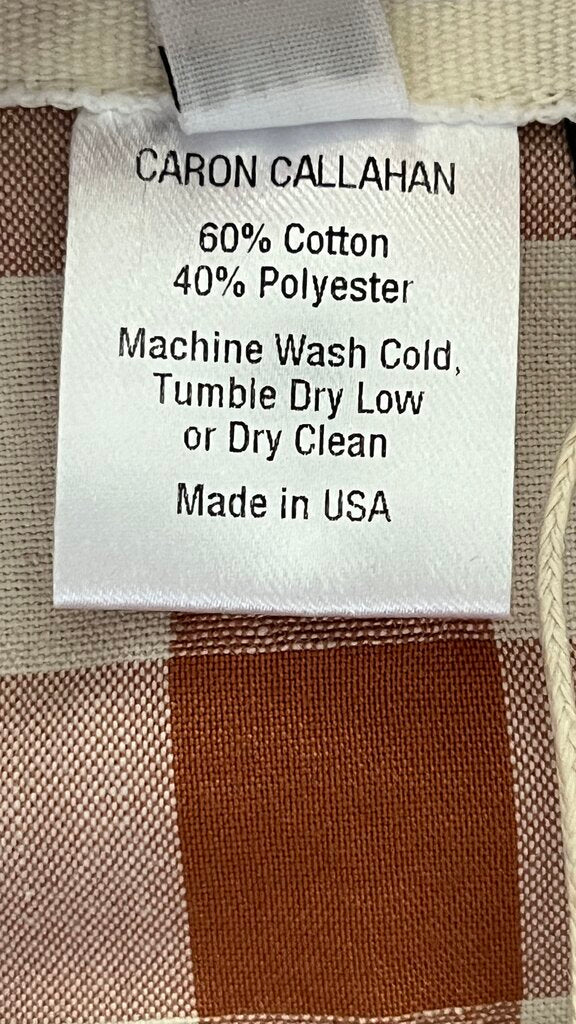 CARON CALLAHAN
60% Cotton
40% Polyester
Machine Wash Cold,
Tumble Dry Low
or Dry Clean
Made in USA